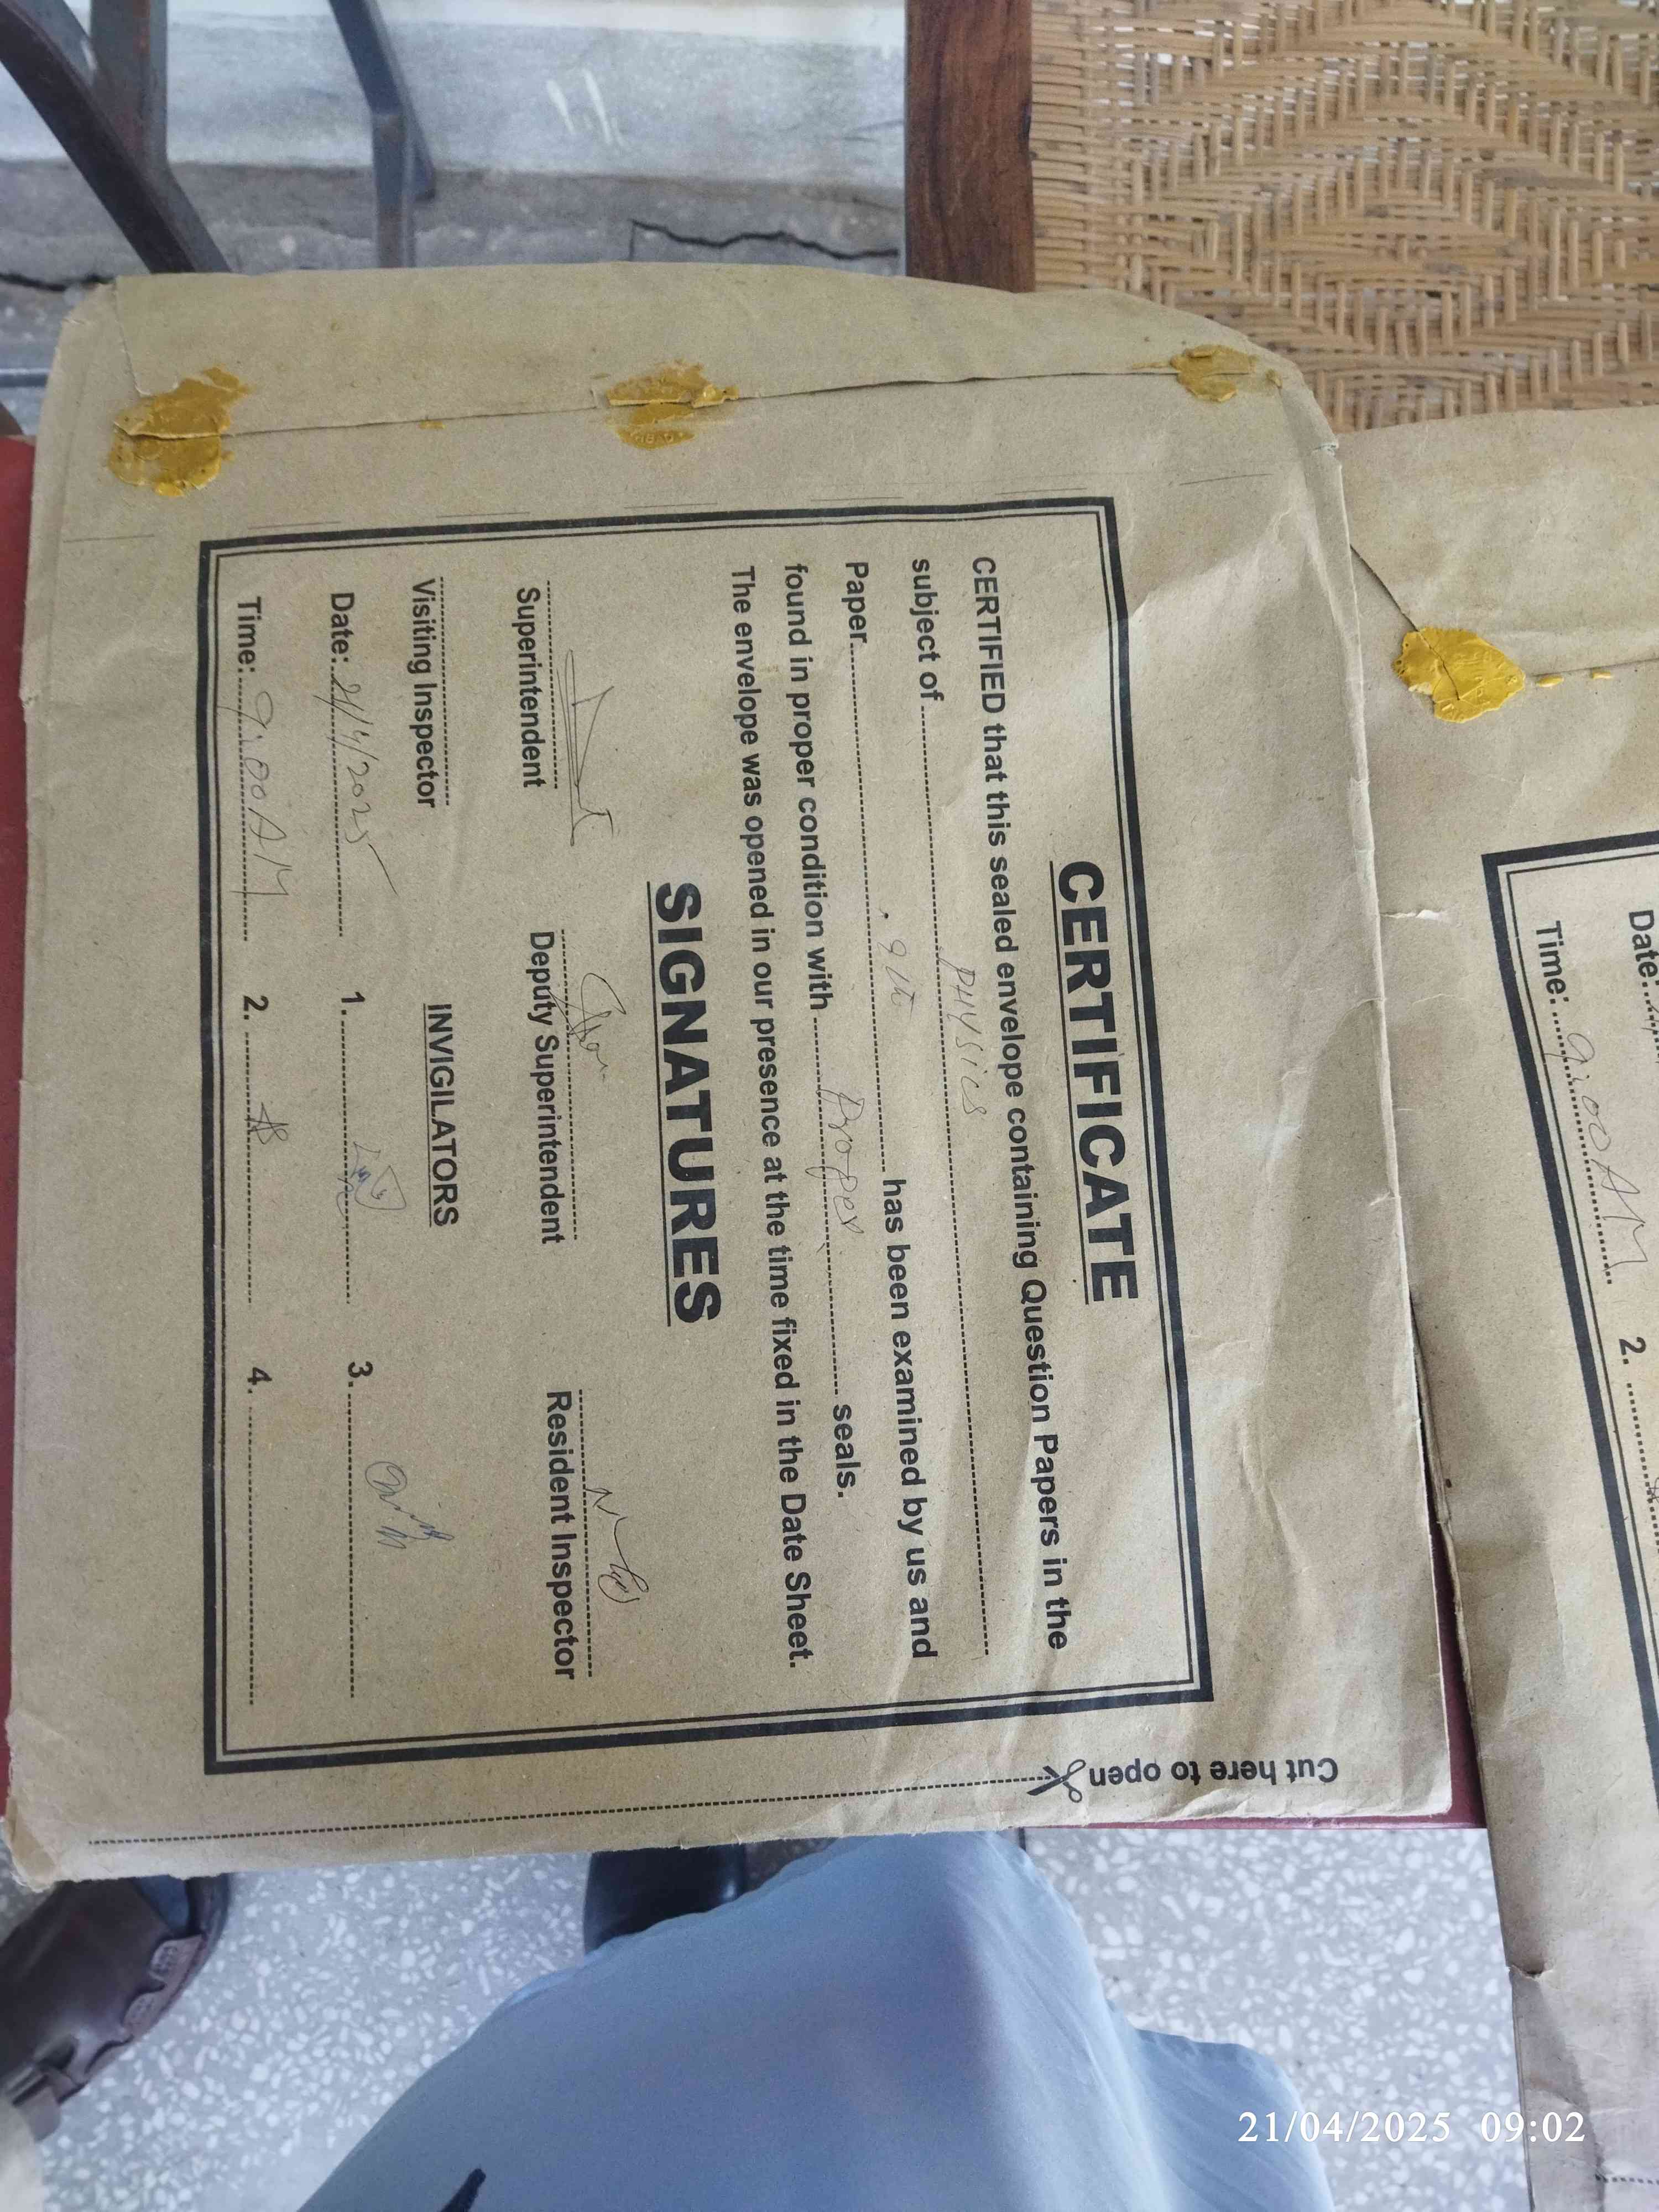 CERTIFICATE
CERTIFIED that this sealed envelope containing Question Papers in the
subject of PHYSICS
Paper 9th has been examined by us and
found in proper condition with Proper seals.
The envelope was opened in our presence at the time fixed in the Date Sheet.
SIGNATURES
Superintendent
Deputy Superintendent
Resident Inspector
Visiting Inspector
INVIGILATORS
Date: 21/4/2025
1.
3.
Time: 9:00 AM
2.
4.
Cut here to open
Date:
Time: 9:00 AM
2.
21/04/2025 09:02